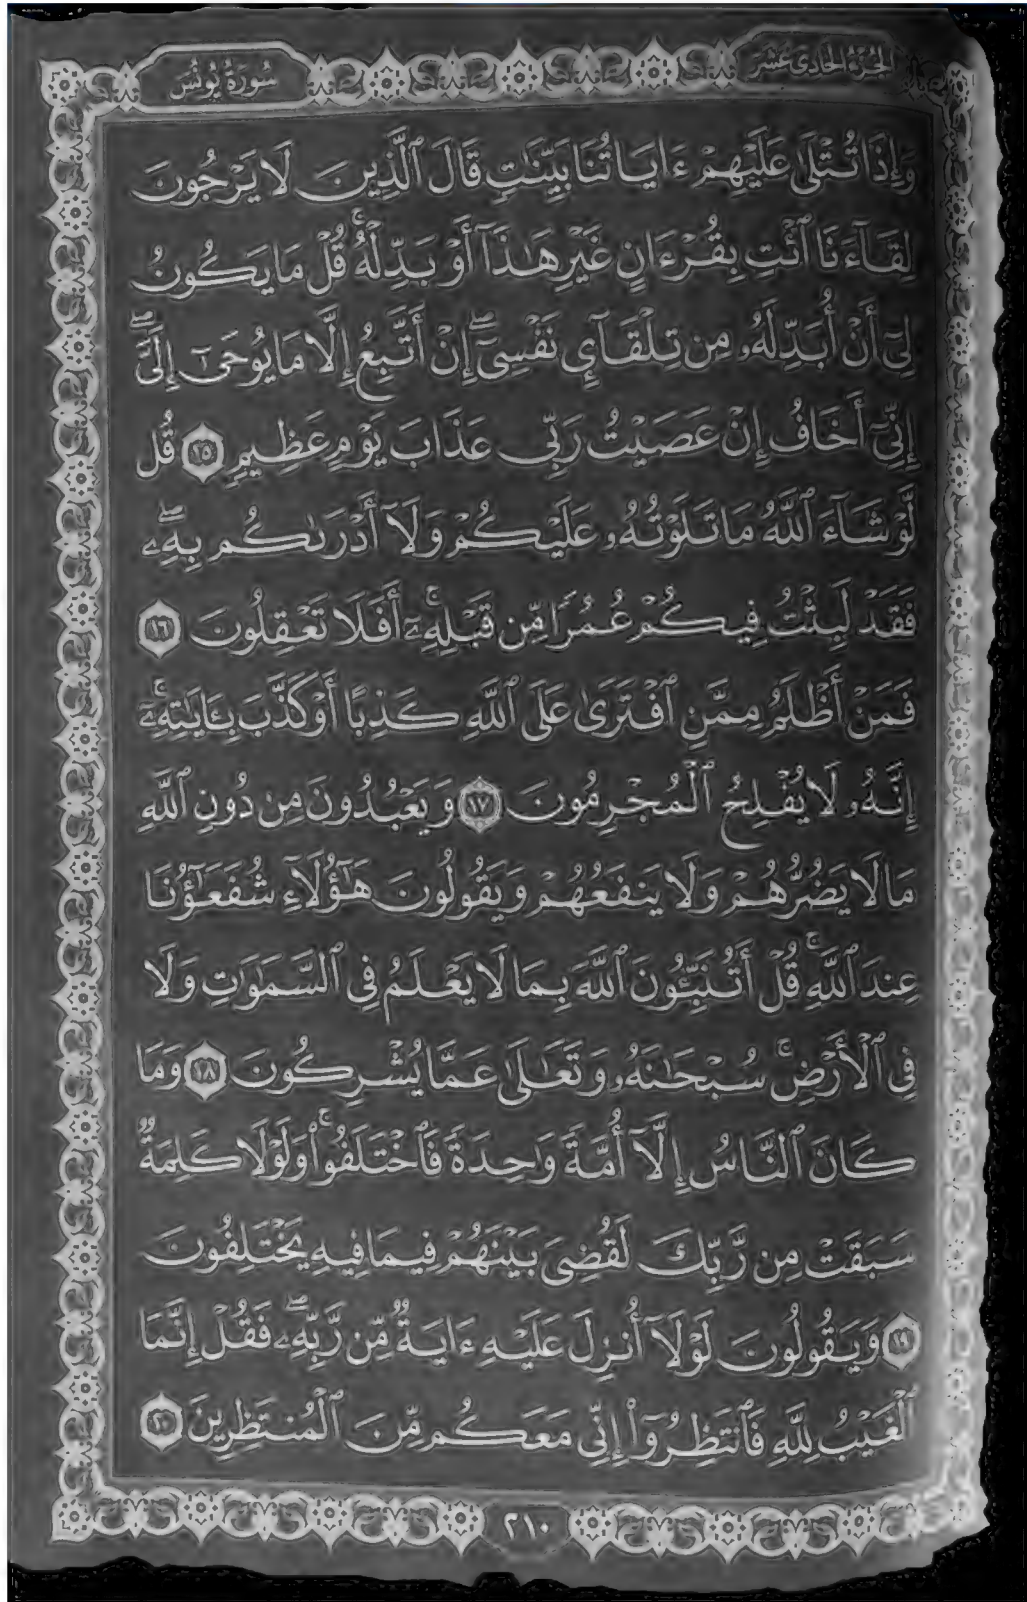 الجزء الحادى عشر
سورة يونس
وَإِذَا تُتْلَىٰ عَلَيْهِمْ ءَايَاتُنَا بَيِّنَٰتٍ قَالَ ٱلَّذِينَ لَا يَرْجُونَ
لِقَآءَنَا ٱئْتِ بِقُرْءَانٍ غَيْرِ هَٰذَآ أَوْ بَدِّلْهُ ۚ قُلْ مَا يَكُونُ
لِىٓ أَنْ أُبَدِّلَهُۥ مِن تِلْقَآئِ نَفْسِىٓ ۖ إِنْ أَتَّبِعُ إِلَّا مَا يُوحَىٰٓ إِلَىَّ ۖ
إِنِّىٓ أَخَافُ إِنْ عَصَيْتُ رَبِّى عَذَابَ يَوْمٍ عَظِيمٍ ١٥ قُل
لَّوْ شَآءَ ٱللَّهُ مَا تَلَوْتُهُۥ عَلَيْكُمْ وَلَآ أَدْرَىٰكُم بِهِۦ ۖ
فَقَدْ لَبِثْتُ فِيكُمْ عُمُرًا مِّن قَبْلِهِۦٓ ۚ أَفَلَا تَعْقِلُونَ ١٦
فَمَنْ أَظْلَمُ مِمَّنِ ٱفْتَرَىٰ عَلَى ٱللَّهِ كَذِبًا أَوْ كَذَّبَ بِـَٔايَٰتِهِۦٓ ۚ
إِنَّهُۥ لَا يُفْلِحُ ٱلْمُجْرِمُونَ ١٧ وَيَعْبُدُونَ مِن دُونِ ٱللَّهِ
مَا لَا يَضُرُّهُمْ وَلَا يَنفَعُهُمْ وَيَقُولُونَ هَٰٓؤُلَآءِ شُفَعَٰٓؤُنَا
عِندَ ٱللَّهِ ۚ قُلْ أَتُنَبِّـُٔونَ ٱللَّهَ بِمَا لَا يَعْلَمُ فِى ٱلسَّمَٰوَٰتِ وَلَا
فِى ٱلْأَرْضِ ۚ سُبْحَٰنَهُۥ وَتَعَٰلَىٰ عَمَّا يُشْرِكُونَ ١٨ وَمَا
كَانَ ٱلنَّاسُ إِلَّآ أُمَّةً وَٰحِدَةً فَٱخْتَلَفُوا۟ ۚ وَلَوْلَا كَلِمَةٌ
سَبَقَتْ مِن رَّبِّكَ لَقُضِىَ بَيْنَهُمْ فِيمَا فِيهِ يَخْتَلِفُونَ
١٩ وَيَقُولُونَ لَوْلَآ أُنزِلَ عَلَيْهِ ءَايَةٌ مِّن رَّبِّهِۦ ۖ فَقُلْ إِنَّمَا
ٱلْغَيْبُ لِلَّهِ فَٱنتَظِرُوٓا۟ إِنِّى مَعَكُم مِّنَ ٱلْمُنتَظِرِينَ ٢٠
٢١٠